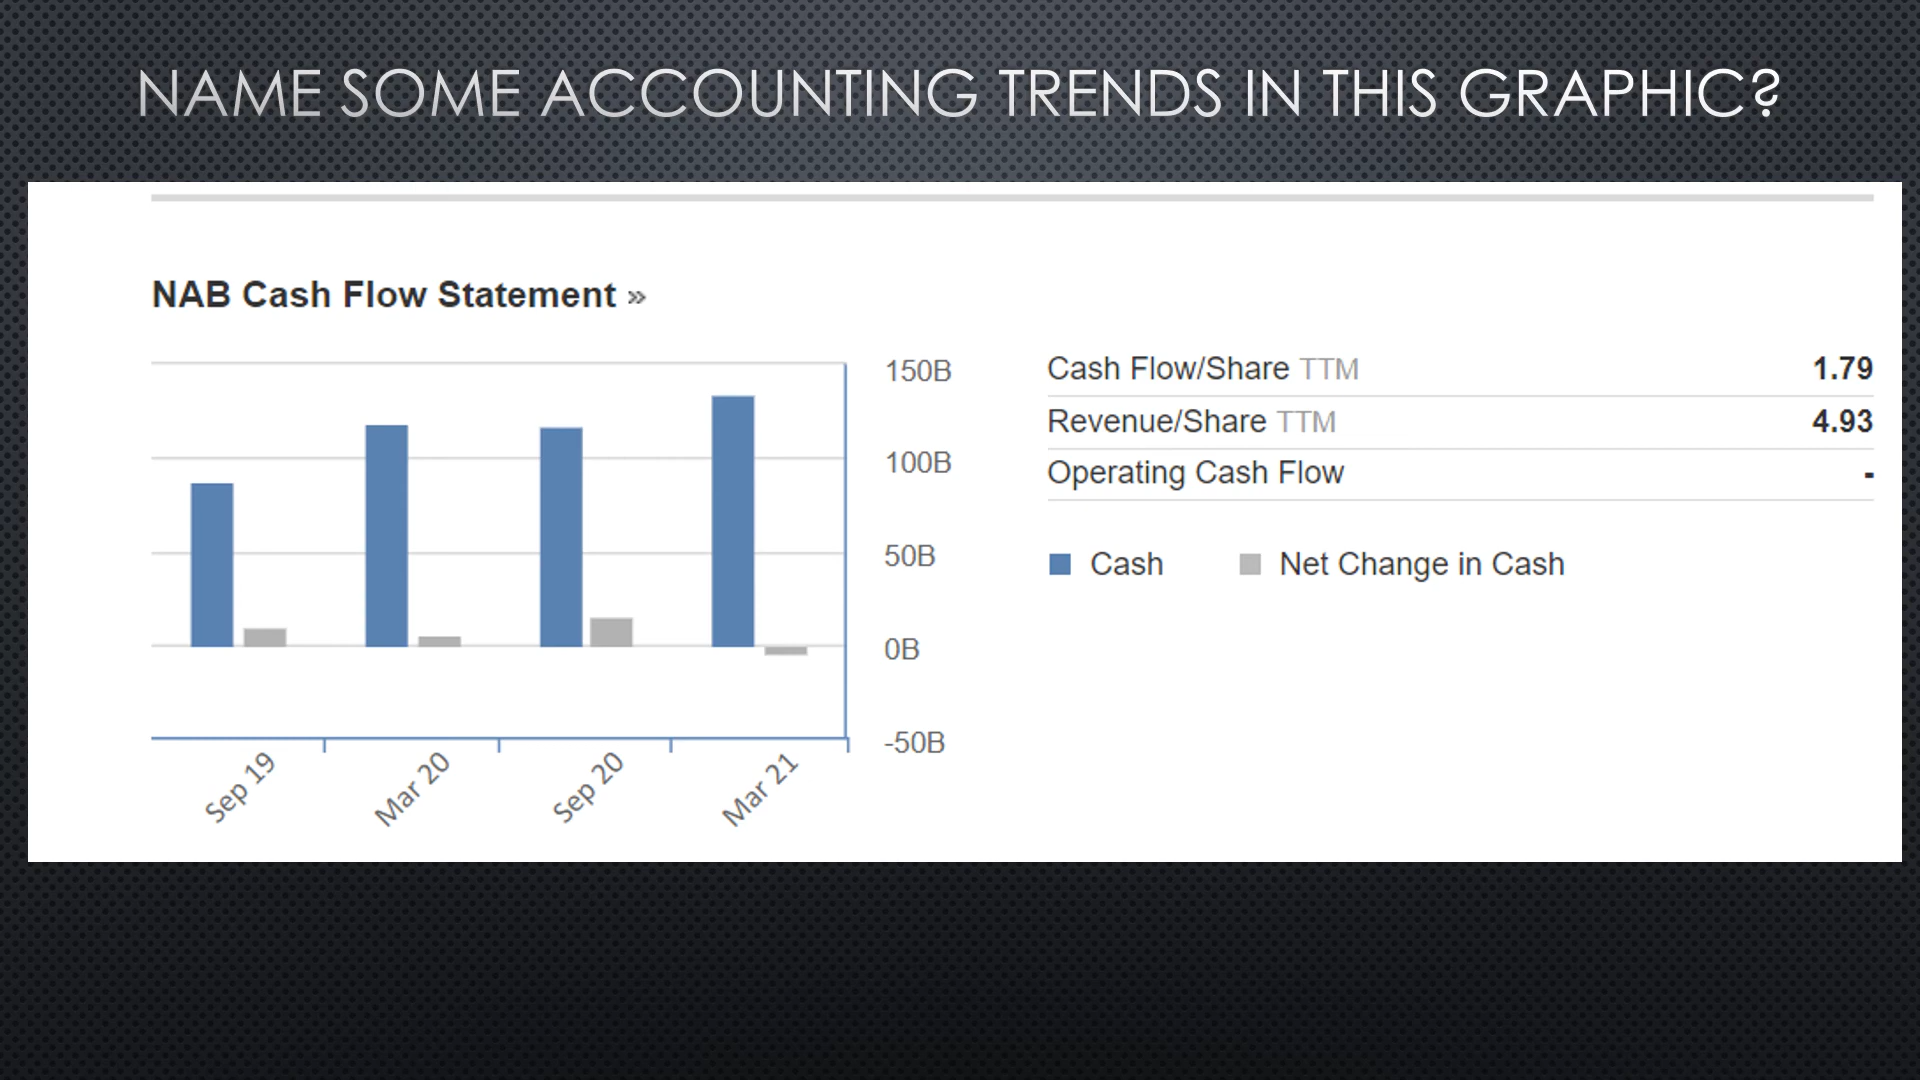 NAME SOME ACCOUNTING TRENDS IN THIS GRAPHIC?
NAB Cash Flow Statement »
150B
100B
50B
0B
-50B
Sep 19
Mar 20
Sep 20
Mar 21
Cash Flow/Share TTM 1.79
Revenue/Share TTM 4.93
Operating Cash Flow -
Cash Net Change in Cash